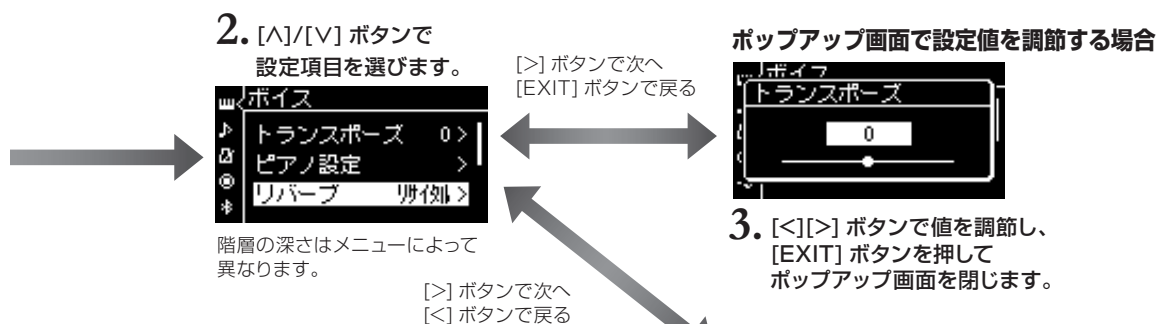 2. [∧]/[∨] ボタンで
設定項目を選びます。
ボイス
トランスポーズ 0 >
ピアノ設定 >
リバーブ リサイタル >
階層の深さはメニューによって
異なります。
[>] ボタンで次へ
[EXIT] ボタンで戻る
[>] ボタンで次へ
[<] ボタンで戻る
ポップアップ画面で設定値を調節する場合
ボイス
トランスポーズ
0
3. [<][>] ボタンで値を調節し、
[EXIT] ボタンを押して
ポップアップ画面を閉じます。